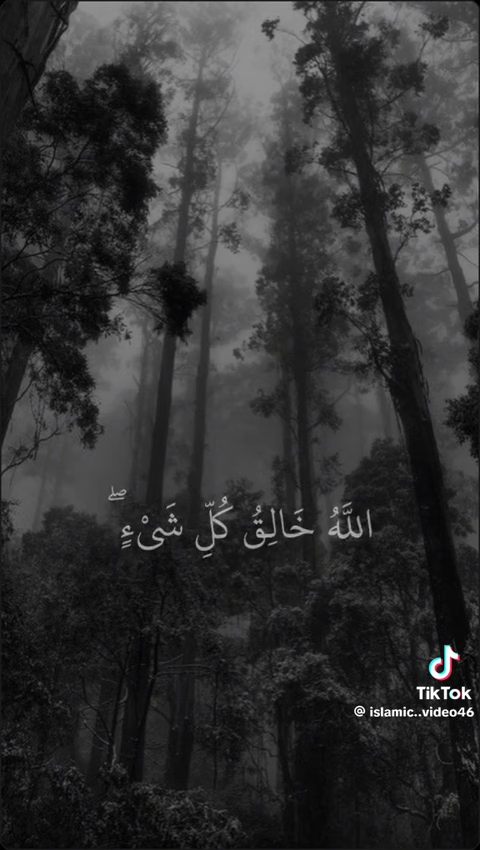 اللَّهُ خَالِقُ كُلِّ شَىْءٍ ۖ
TikTok
@ islamic..video46